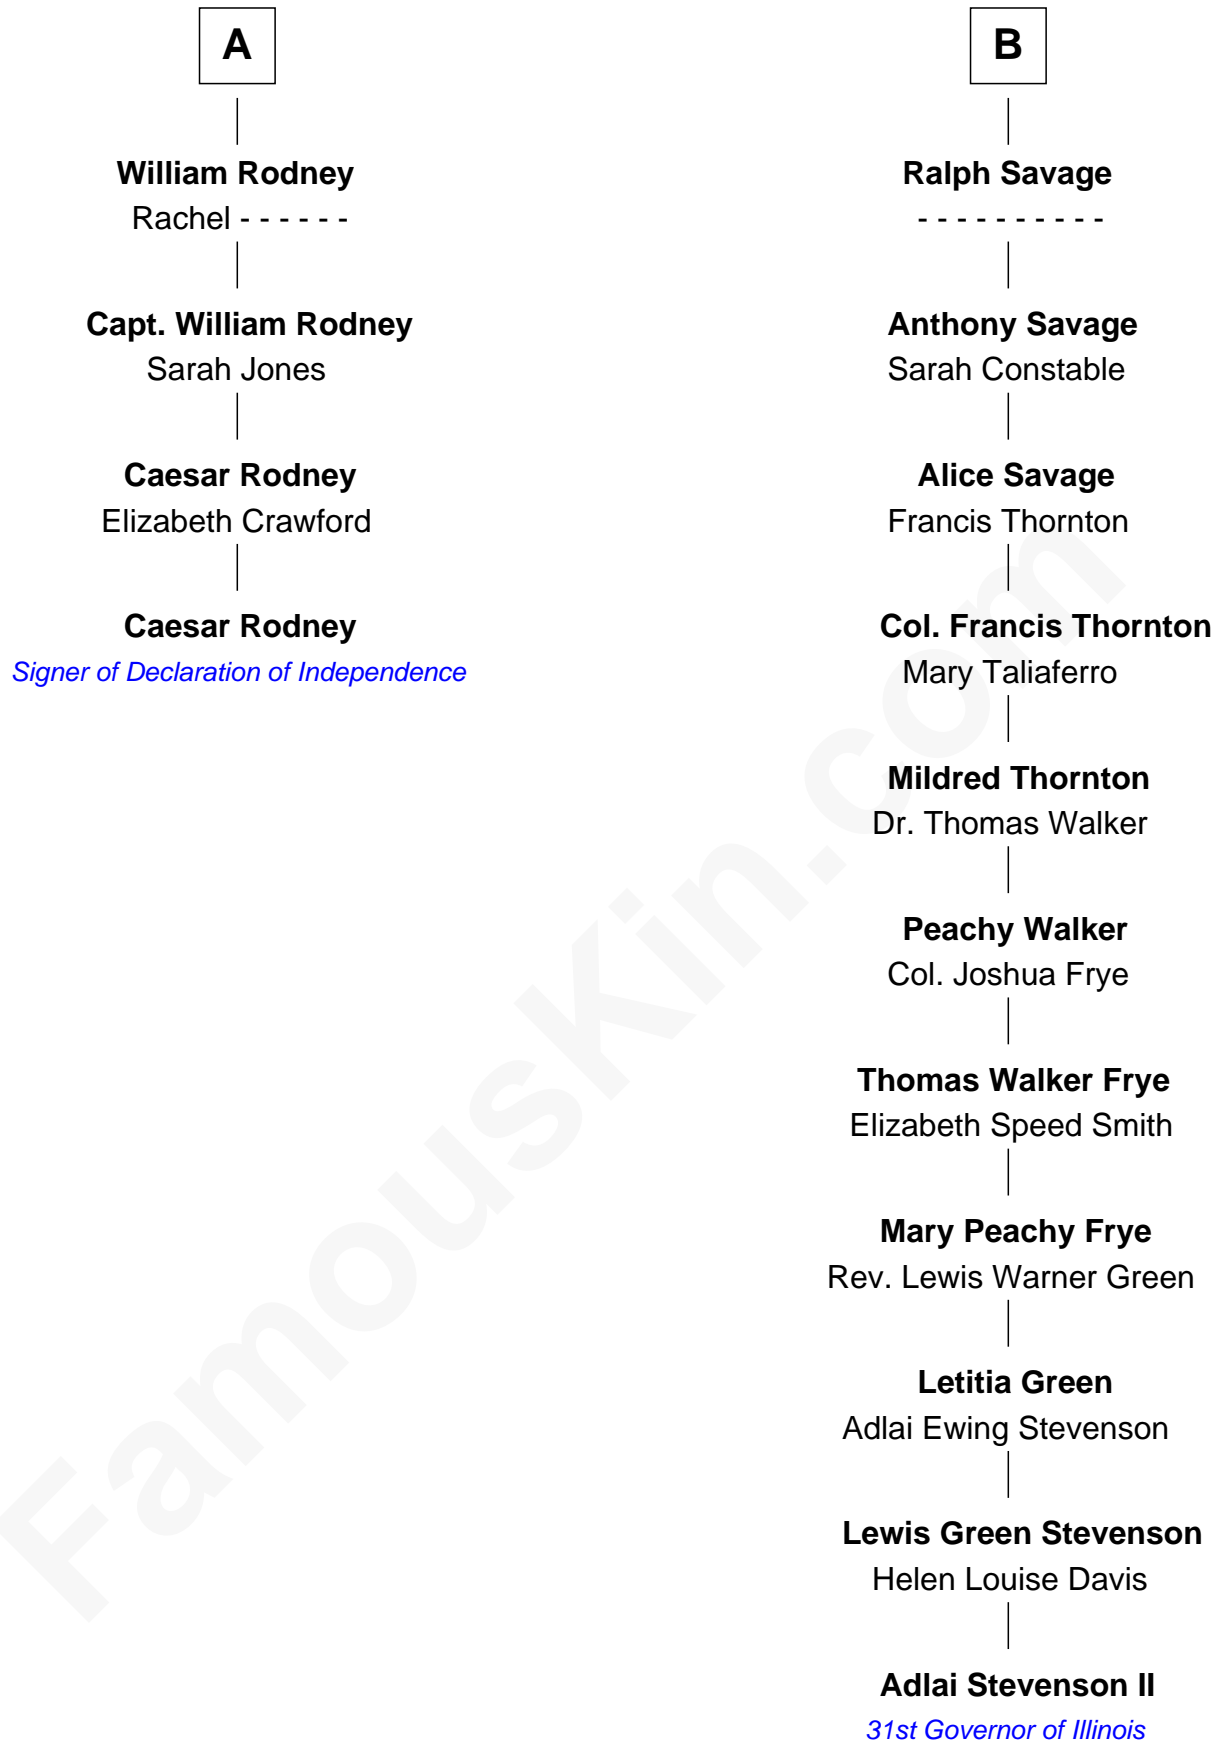 A
William Rodney
Rachel - - - - - -
Capt. William Rodney
Sarah Jones
Caesar Rodney
Elizabeth Crawford
Caesar Rodney
Signer of Declaration of Independence
B
Ralph Savage
- - - - - - - - - -
Anthony Savage
Sarah Constable
Alice Savage
Francis Thornton
Col. Francis Thornton
Mary Taliaferro
Mildred Thornton
Dr. Thomas Walker
Peachy Walker
Col. Joshua Frye
Thomas Walker Frye
Elizabeth Speed Smith
Mary Peachy Frye
Rev. Lewis Warner Green
Letitia Green
Adlai Ewing Stevenson
Lewis Green Stevenson
Helen Louise Davis
Adlai Stevenson II
31st Governor of Illinois
FamousKin.com